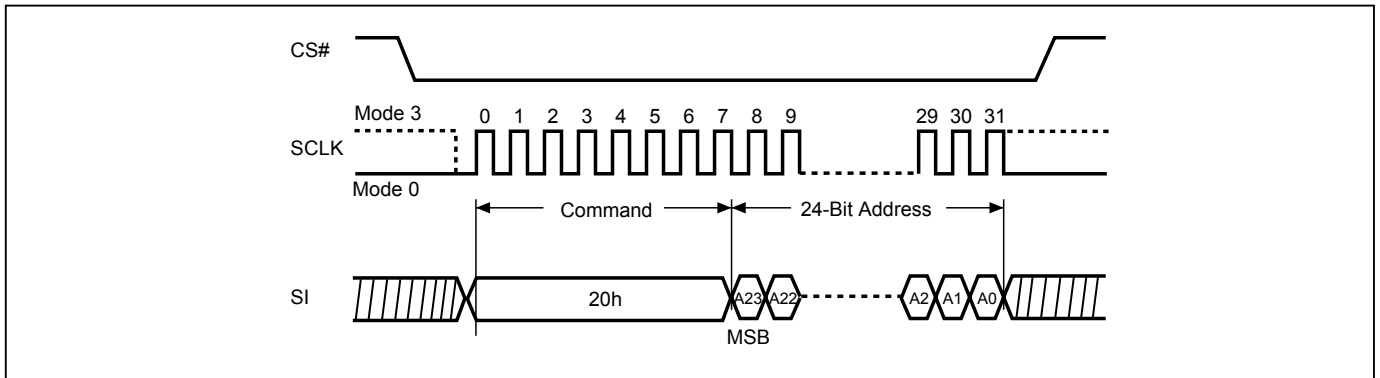 CS#
Mode 3
0 1 2 3 4 5 6 7 8 9 29 30 31
SCLK
Mode 0
Command 24-Bit Address
SI 20h A23 A22 A2 A1 A0
MSB